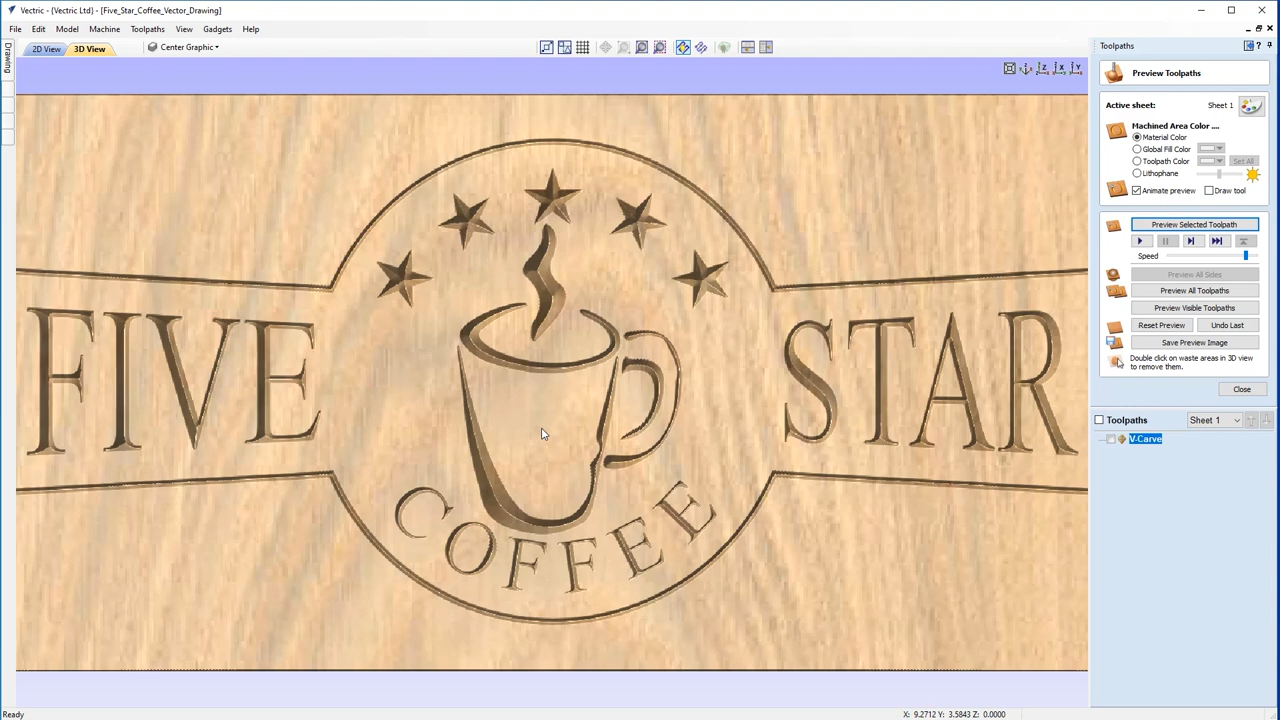 Vectric - {Vectric Ltd} - [Five_Star_Coffee_Vector_Drawing]
File Edit Model Machine Toolpaths View Gadgets Help
2D View 3D View Center Graphic
Drawing
FIVE STAR
COFFEE
Toolpaths
Preview Toolpaths
Active sheet: Sheet 1
Machined Area Color ....
Material Color
Global Fill Color
Toolpath Color Set All
Lithophane
Animate preview Draw tool
Preview Selected Toolpath
Speed
Preview All Sides
Preview All Toolpaths
Preview Visible Toolpaths
Reset Preview Undo Last
Save Preview Image
Double click on waste areas in 3D view
to remove them.
Close
Toolpaths Sheet 1
V-Carve
Ready X: 9.2712 Y: 3.5843 Z: 0.0000